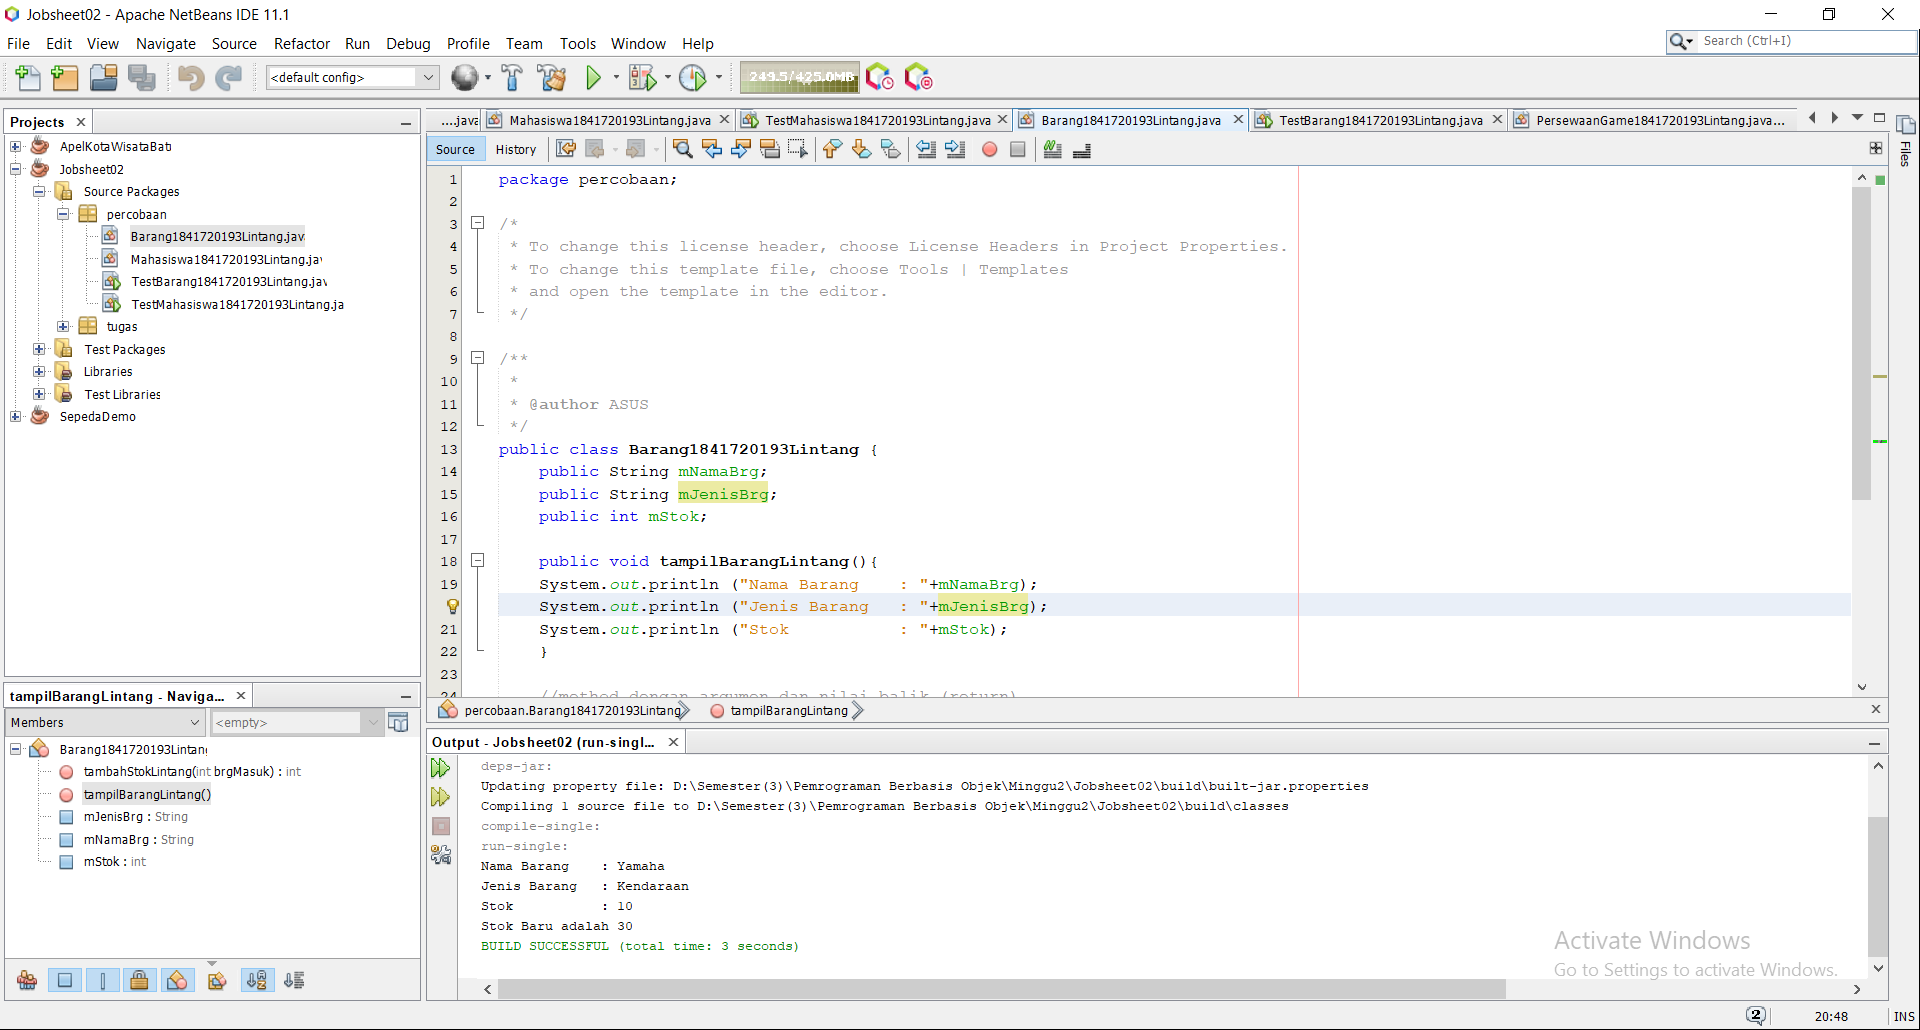 Jobsheet02 - Apache NetBeans IDE 11.1
File Edit View Navigate Source Refactor Run Debug Profile Team Tools Window Help
Search (Ctrl+I)
<default config>
249.5/425.0MB
Projects
ApelKotaWisataBatu
Jobsheet02
Source Packages
percobaan
Barang1841720193Lintang.jav
Mahasiswa1841720193Lintang.jav
TestBarang1841720193Lintang.jav
TestMahasiswa1841720193Lintang.ja
tugas
Test Packages
Libraries
Test Libraries
SepedaDemo
....java Mahasiswa1841720193Lintang.java TestMahasiswa1841720193Lintang.java Barang1841720193Lintang.java TestBarang1841720193Lintang.java PersewaanGame1841720193Lintang.java...
Files
Source History
1 package percobaan;
2
3 /*
4 * To change this license header, choose License Headers in Project Properties.
5 * To change this template file, choose Tools | Templates
6 * and open the template in the editor.
7 */
8
9 /**
10 *
11 * @author ASUS
12 */
13 public class Barang1841720193Lintang {
14 public String mNamaBrg;
15 public String mJenisBrg;
16 public int mStok;
17
18 public void tampilBarangLintang(){
19 System.out.println ("Nama Barang : "+mNamaBrg);
System.out.println ("Jenis Barang : "+mJenisBrg);
21 System.out.println ("Stok : "+mStok);
22 }
23
24 //method dengan argumen dan nilai balik (return)
percobaan.Barang1841720193Lintang tampilBarangLintang
tampilBarangLintang - Naviga...
Members <empty>
Barang1841720193Lintang
tambahStokLintang(int brgMasuk) : int
tampilBarangLintang()
mJenisBrg : String
mNamaBrg : String
mStok : int
Output - Jobsheet02 (run-singl...
deps-jar:
Updating property file: D:\Semester(3)\Pemrograman Berbasis Objek\Minggu2\Jobsheet02\build\built-jar.properties
Compiling 1 source file to D:\Semester(3)\Pemrograman Berbasis Objek\Minggu2\Jobsheet02\build\classes
compile-single:
run-single:
Nama Barang : Yamaha
Jenis Barang : Kendaraan
Stok : 10
Stok Baru adalah 30
BUILD SUCCESSFUL (total time: 3 seconds)
Activate Windows
Go to Settings to activate Windows.
2 20:48 INS